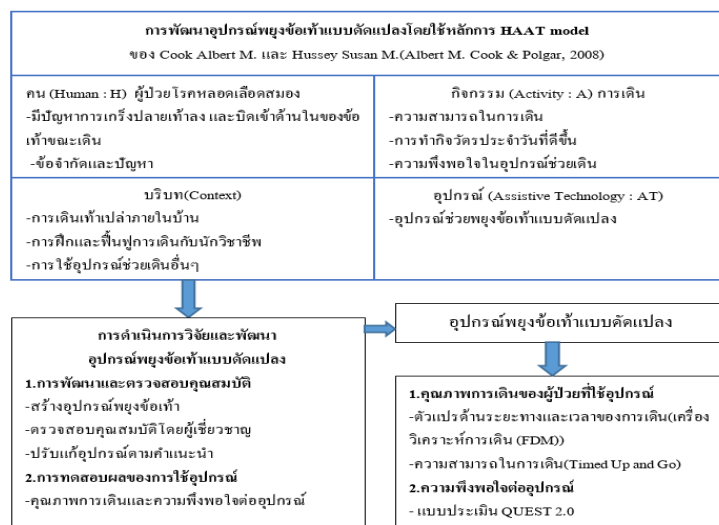 การพัฒนาอุปกรณ์พยุงข้อเท้าแบบดัดแปลงโดยใช้หลักการ HAAT model
ของ Cook Albert M. และ Hussey Susan M.(Albert M. Cook & Polgar, 2008)
คน (Human : H) ผู้ป่วยโรคหลอดเลือดสมอง
-มีปัญหาการเกร็งปลายเท้าลง และบิดเข้าด้านในของข้อ
เท้าขณะเดิน
-ข้อจำกัดและปัญหา
กิจกรรม (Activity : A) การเดิน
-ความสามารถในการเดิน
-การทำกิจวัตรประจำวันที่ดีขึ้น
-ความพึงพอใจในอุปกรณ์ช่วยเดิน
บริบท(Context)
-การเดินเท้าเปล่าภายในบ้าน
-การฝึกและฟื้นฟูการเดินกับนักวิชาชีพ
-การใช้อุปกรณ์ช่วยเดินอื่นๆ
อุปกรณ์ (Assistive Technology : AT)
-อุปกรณ์ช่วยพยุงข้อเท้าแบบดัดแปลง
การดำเนินการวิจัยและพัฒนา
อุปกรณ์พยุงข้อเท้าแบบดัดแปลง
1.การพัฒนาและตรวจสอบคุณสมบัติ
-สร้างอุปกรณ์พยุงข้อเท้า
-ตรวจสอบคุณสมบัติโดยผู้เชี่ยวชาญ
-ปรับแก้อุปกรณ์ตามคำแนะนำ
2.การทดสอบผลของการใช้อุปกรณ์
-คุณภาพการเดินและความพึงพอใจต่ออุปกรณ์
อุปกรณ์พยุงข้อเท้าแบบดัดแปลง
1.คุณภาพการเดินของผู้ป่วยที่ใช้อุปกรณ์
-ตัวแปรด้านระยะทางและเวลาของการเดิน(เครื่อง
วิเคราะห์การเดิน (FDM))
-ความสามารถในการเดิน(Timed Up and Go)
2.ความพึงพอใจต่ออุปกรณ์
- แบบประเมิน QUEST 2.0